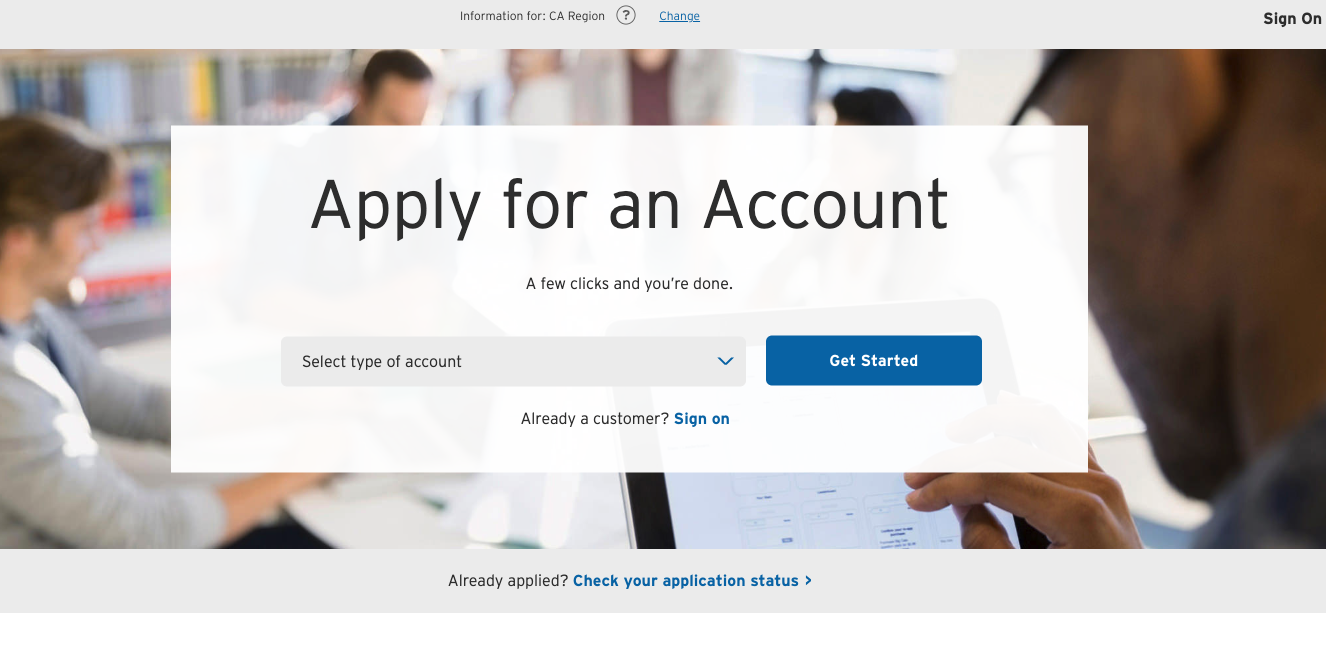 Information for: CA Region ? Change
Sign On
Apply for an Account
A few clicks and you're done.
Select type of account
Get Started
Already a customer? Sign on
Already applied? Check your application status >